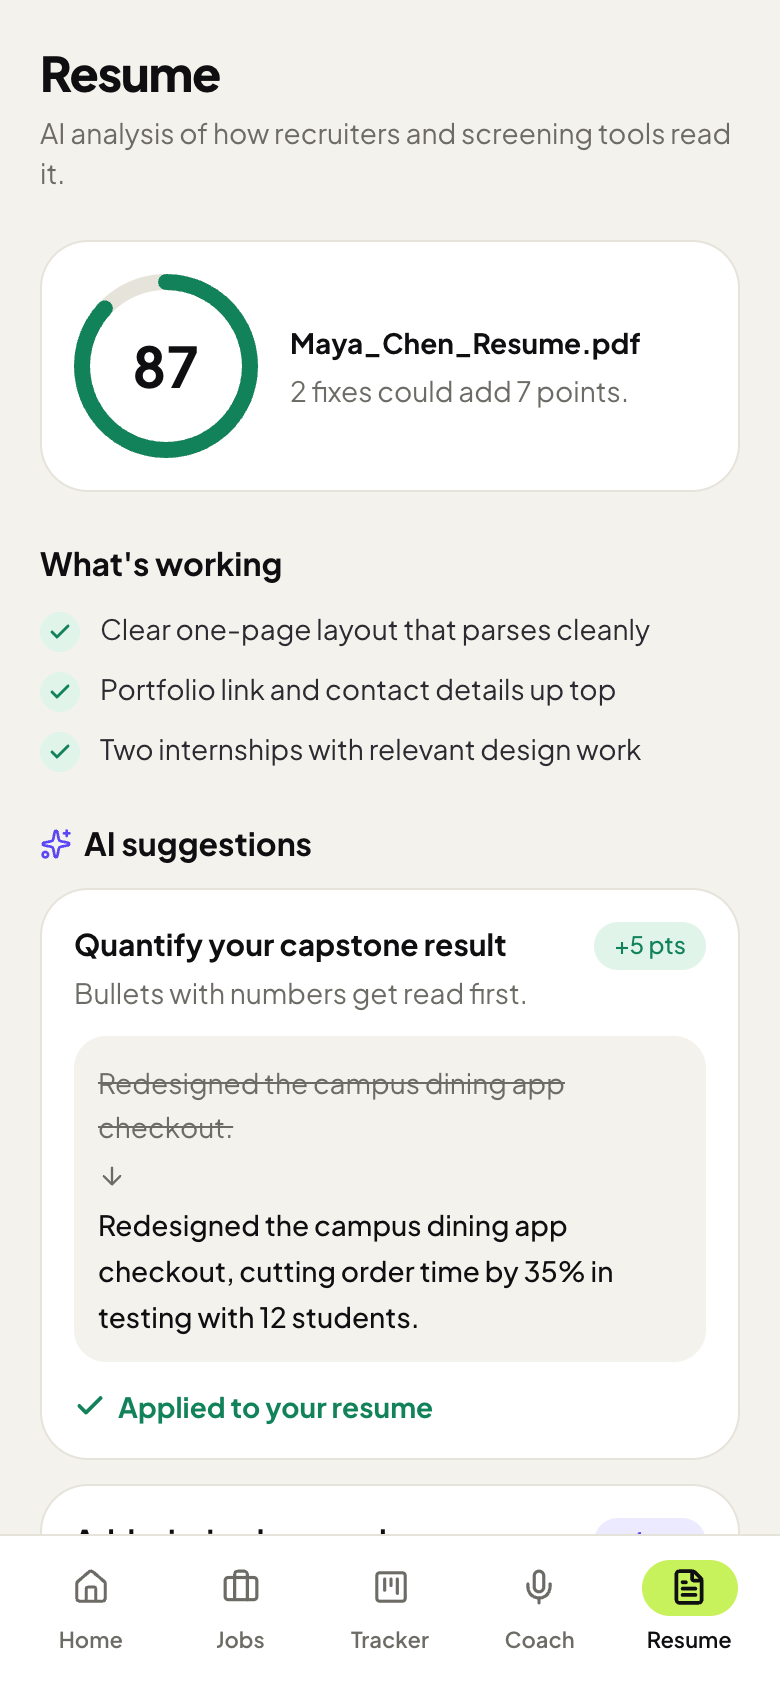 Resume
AI analysis of how recruiters and screening tools read
it.
87
Maya_Chen_Resume.pdf
2 fixes could add 7 points.
What's working
Clear one-page layout that parses cleanly
Portfolio link and contact details up top
Two internships with relevant design work
AI suggestions
Quantify your capstone result
+5 pts
Bullets with numbers get read first.
Redesigned the campus dining app
checkout.
↓
Redesigned the campus dining app
checkout, cutting order time by 35% in
testing with 12 students.
Applied to your resume
Home
Jobs
Tracker
Coach
Resume